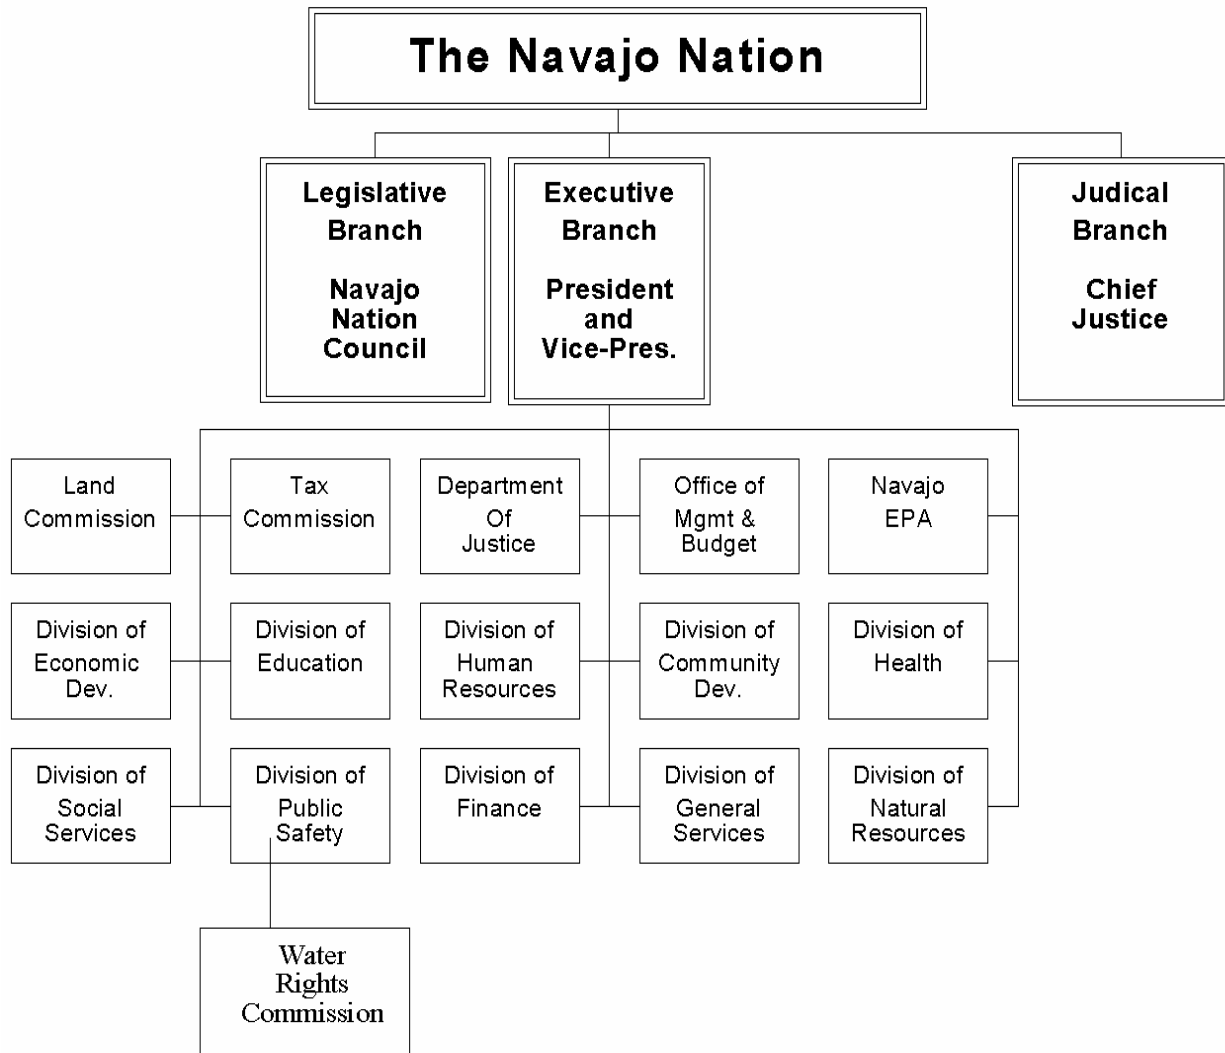 The Navajo Nation
Legislative
Branch
Navajo
Nation
Council
Executive
Branch
President
and
Vice-Pres.
Judical
Branch
Chief
Justice
Land
Commission
Tax
Commission
Department
Of
Justice
Office of
Mgmt &
Budget
Navajo
EPA
Division of
Economic
Dev.
Division of
Education
Division of
Human
Resources
Division of
Community
Dev.
Division of
Health
Division of
Social
Services
Division of
Public
Safety
Division of
Finance
Division of
General
Services
Division of
Natural
Resources
Water
Rights
Commission